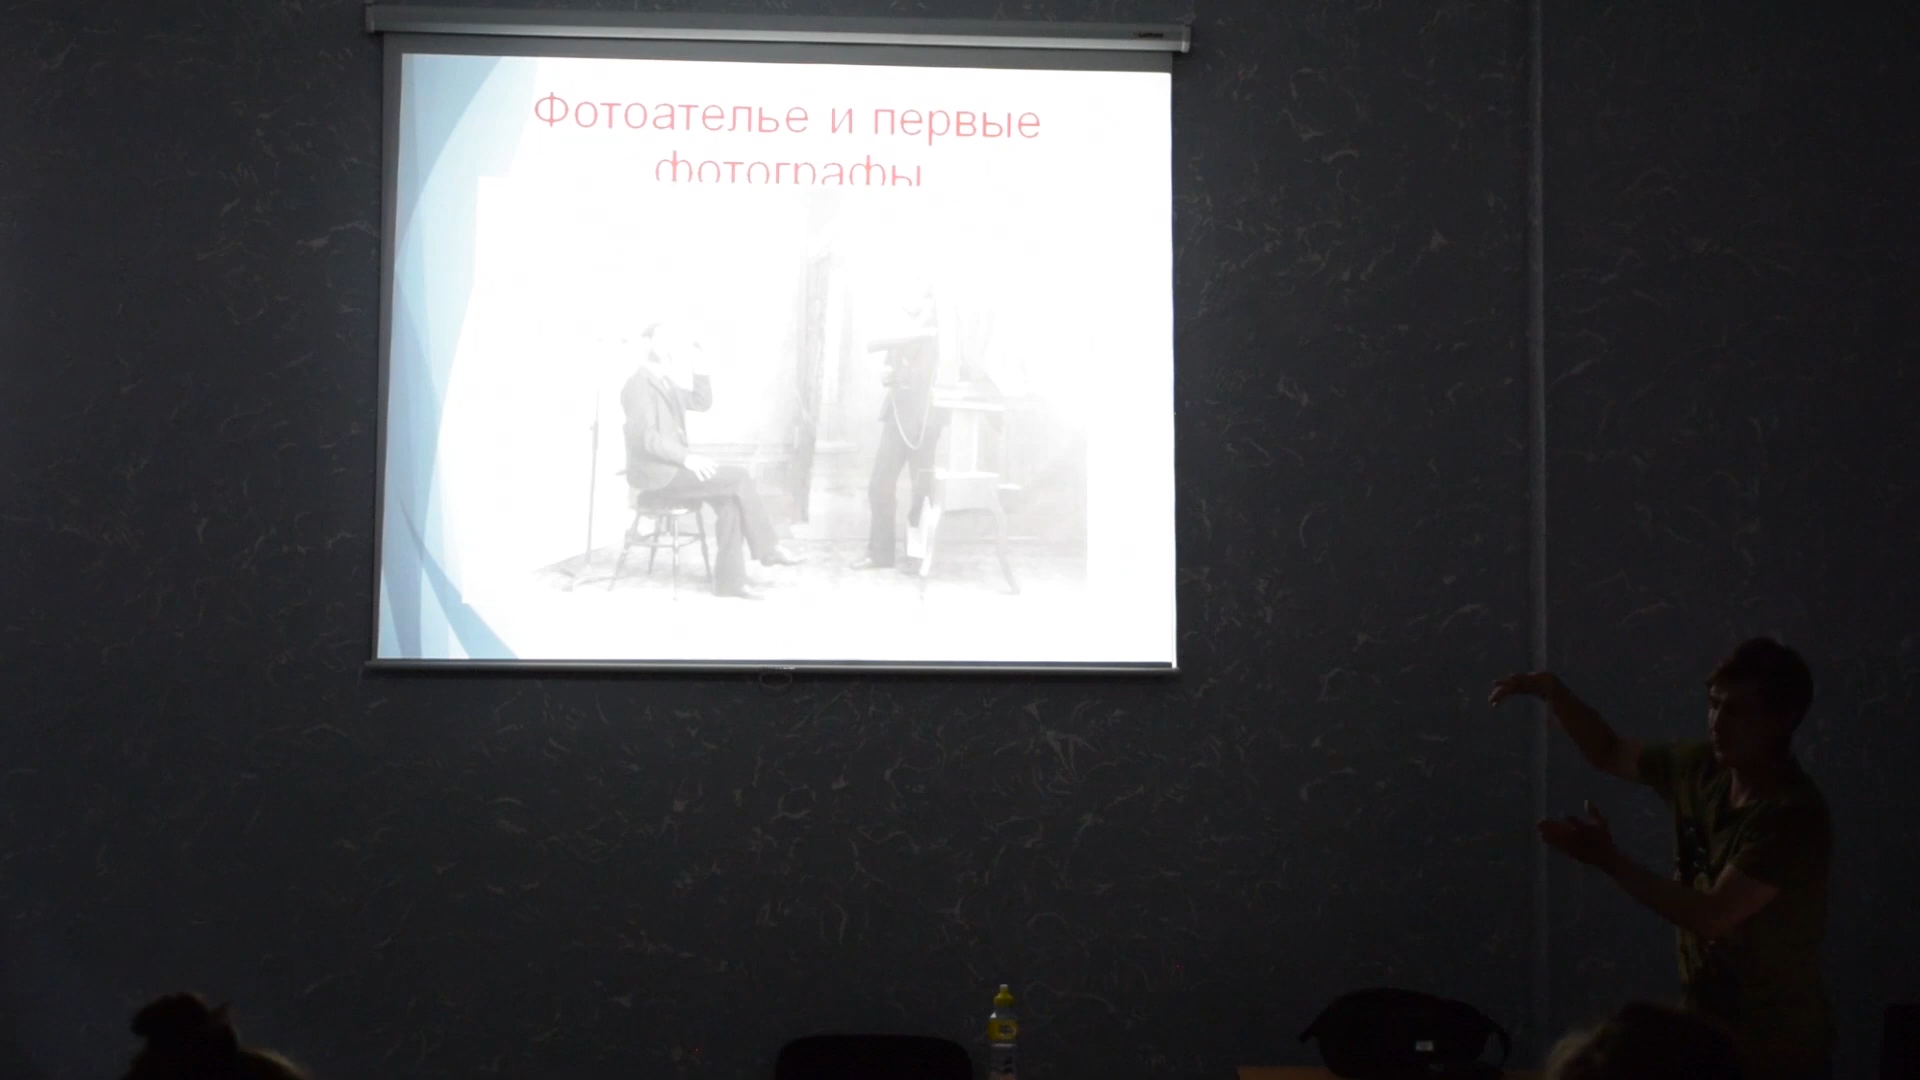 Фотоателье и первые
фотографы